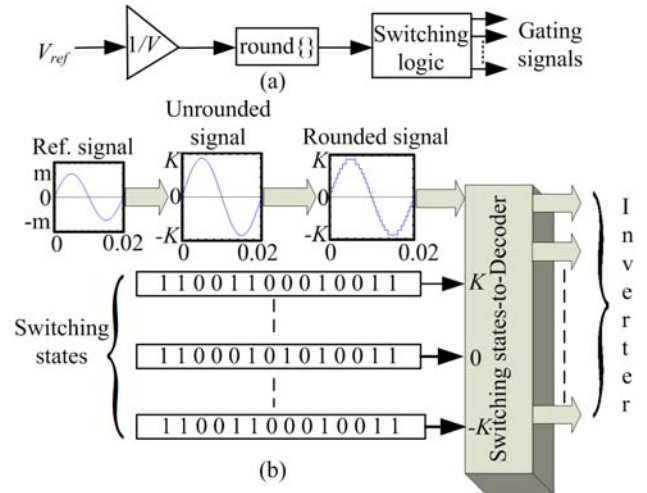 V_ref
1/V
round{}
Switching
logic
Gating
signals
(a)
Ref. signal
Unrounded
signal
Rounded signal
m
0
-m
0 0.02
K
0
-K
0 0.02
K
0
-K
0 0.02
Switching
states
1 1 0 0 1 1 0 0 0 1 0 0 1 1
K
1 1 0 0 0 1 0 1 0 1 0 0 1 1
0
1 1 0 0 1 1 0 0 0 1 0 0 1 1
-K
Switching states-to-Decoder
Inverter
(b)